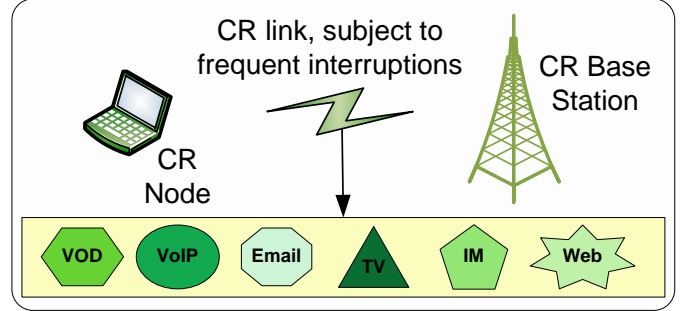 CR link, subject to
frequent interruptions
CR Base
Station
CR
Node
VOD
VoIP
Email
TV
IM
Web